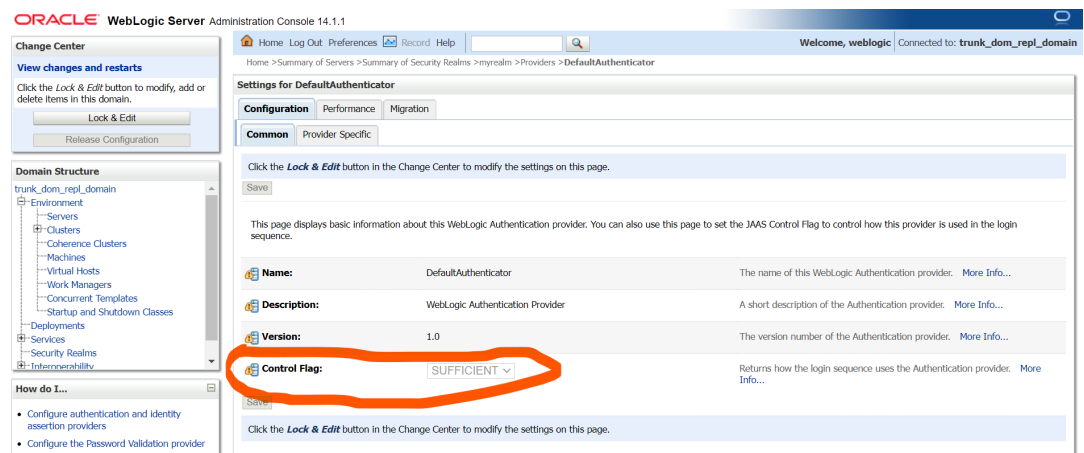 ORACLE WebLogic Server Administration Console 14.1.1
Change Center
View changes and restarts
Click the Lock & Edit button to modify, add or
delete items in this domain.
Lock & Edit
Release Configuration
Domain Structure
trunk_dom_repl_domain
Environment
Servers
Clusters
Coherence Clusters
Machines
Virtual Hosts
Work Managers
Concurrent Templates
Startup and Shutdown Classes
Deployments
Services
Security Realms
Interoperability
How do I...
Configure authentication and identity
assertion providers
Configure the Password Validation provider
Home Log Out Preferences Record Help
Welcome, weblogic Connected to: trunk_dom_repl_domain
Home >Summary of Servers >Summary of Security Realms >myrealm >Providers >DefaultAuthenticator
Settings for DefaultAuthenticator
Configuration Performance Migration
Common Provider Specific
Click the Lock & Edit button in the Change Center to modify the settings on this page.
Save
This page displays basic information about this WebLogic Authentication provider. You can also use this page to set the JAAS Control Flag to control how this provider is used in the login
sequence.
Name: DefaultAuthenticator The name of this WebLogic Authentication provider. More Info...
Description: WebLogic Authentication Provider A short description of the Authentication provider. More Info...
Version: 1.0 The version number of the Authentication provider. More Info...
Control Flag: SUFFICIENT Returns how the login sequence uses the Authentication provider. More
Info...
Save
Click the Lock & Edit button in the Change Center to modify the settings on this page.